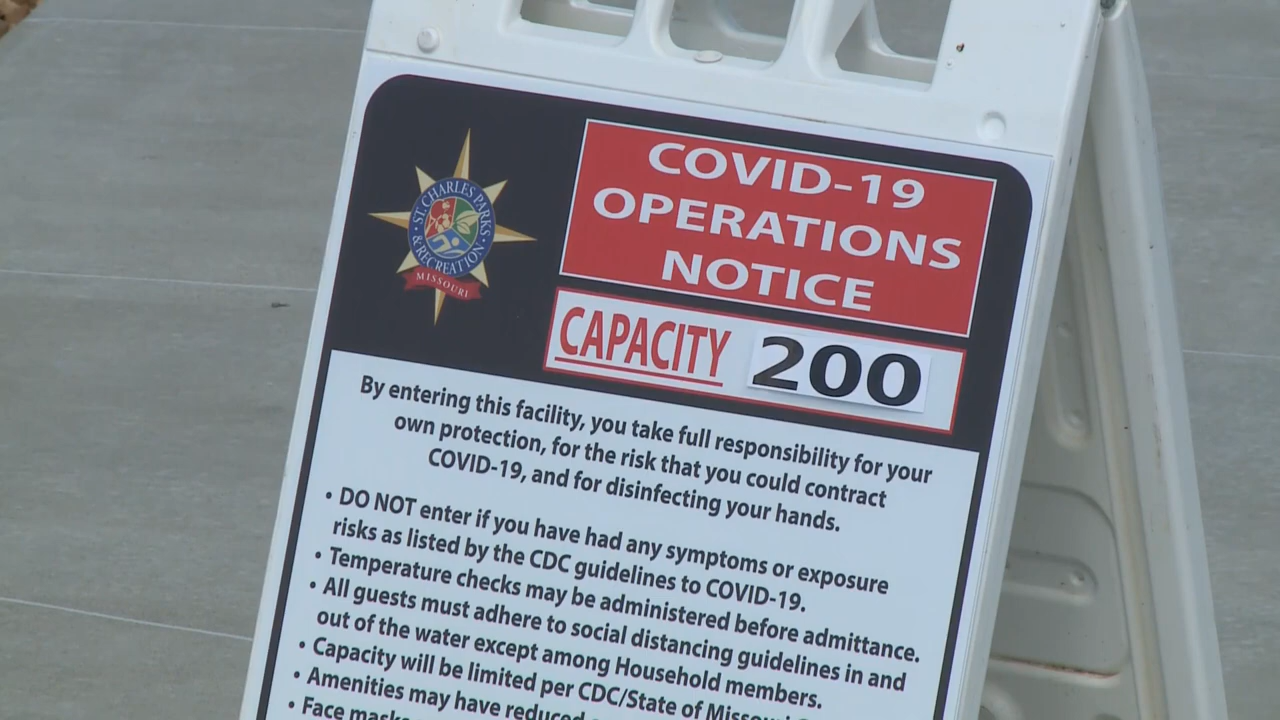 ST. CHARLES PARKS
& RECREATION
MISSOURI
COVID-19
OPERATIONS
NOTICE
CAPACITY 200
By entering this facility, you take full responsibility for your
own protection, for the risk that you could contract
COVID-19, and for disinfecting your hands.
• DO NOT enter if you have had any symptoms or exposure
risks as listed by the CDC guidelines to COVID-19.
• Temperature checks may be administered before admittance.
• All guests must adhere to social distancing guidelines in and
out of the water except among Household members.
• Capacity will be limited per CDC/State of Missouri
• Amenities may have reduced
• Face